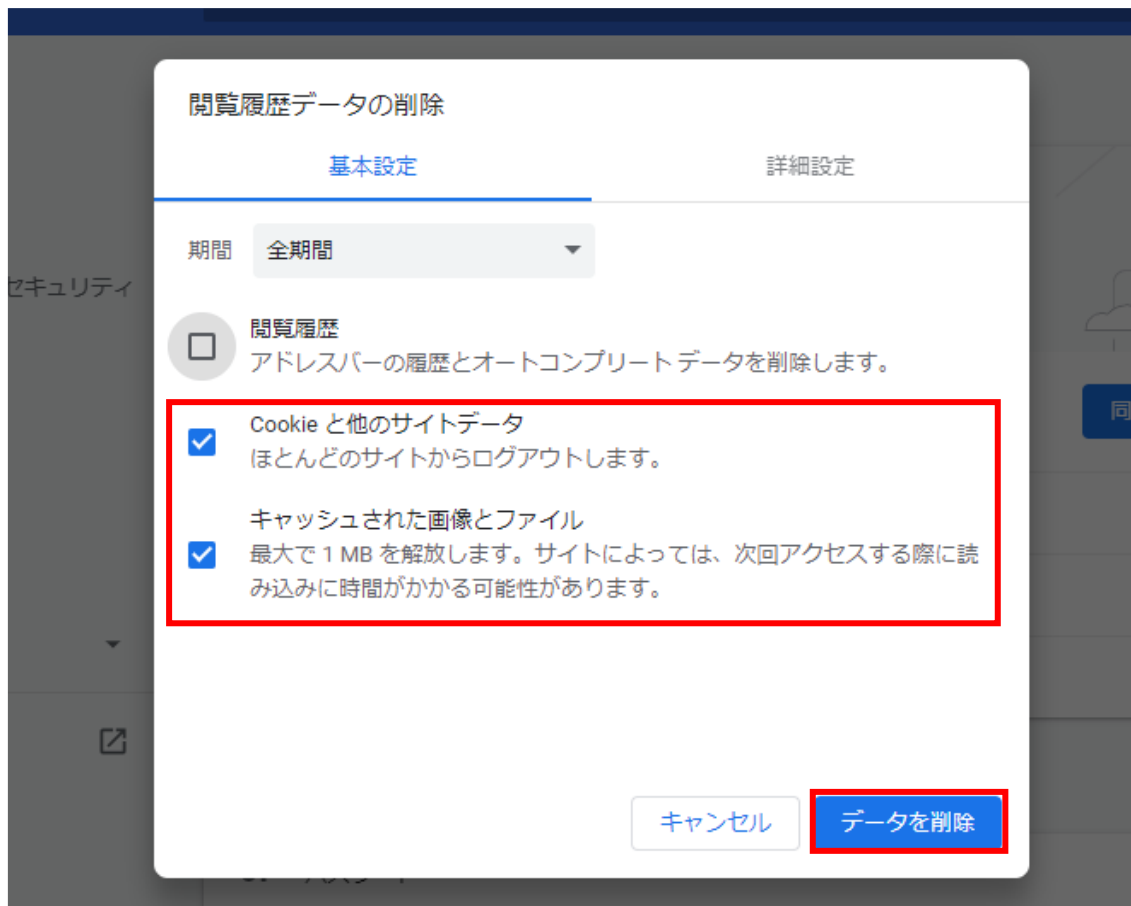 閲覧履歴データの削除
基本設定
詳細設定
期間
全期間
セキュリティ
閲覧履歴
アドレスバーの履歴とオートコンプリート データを削除します。
Cookie と他のサイトデータ
ほとんどのサイトからログアウトします。
同
キャッシュされた画像とファイル
最大で 1 MB を解放します。サイトによっては、次回アクセスする際に読
み込みに時間がかかる可能性があります。
キャンセル
データを削除